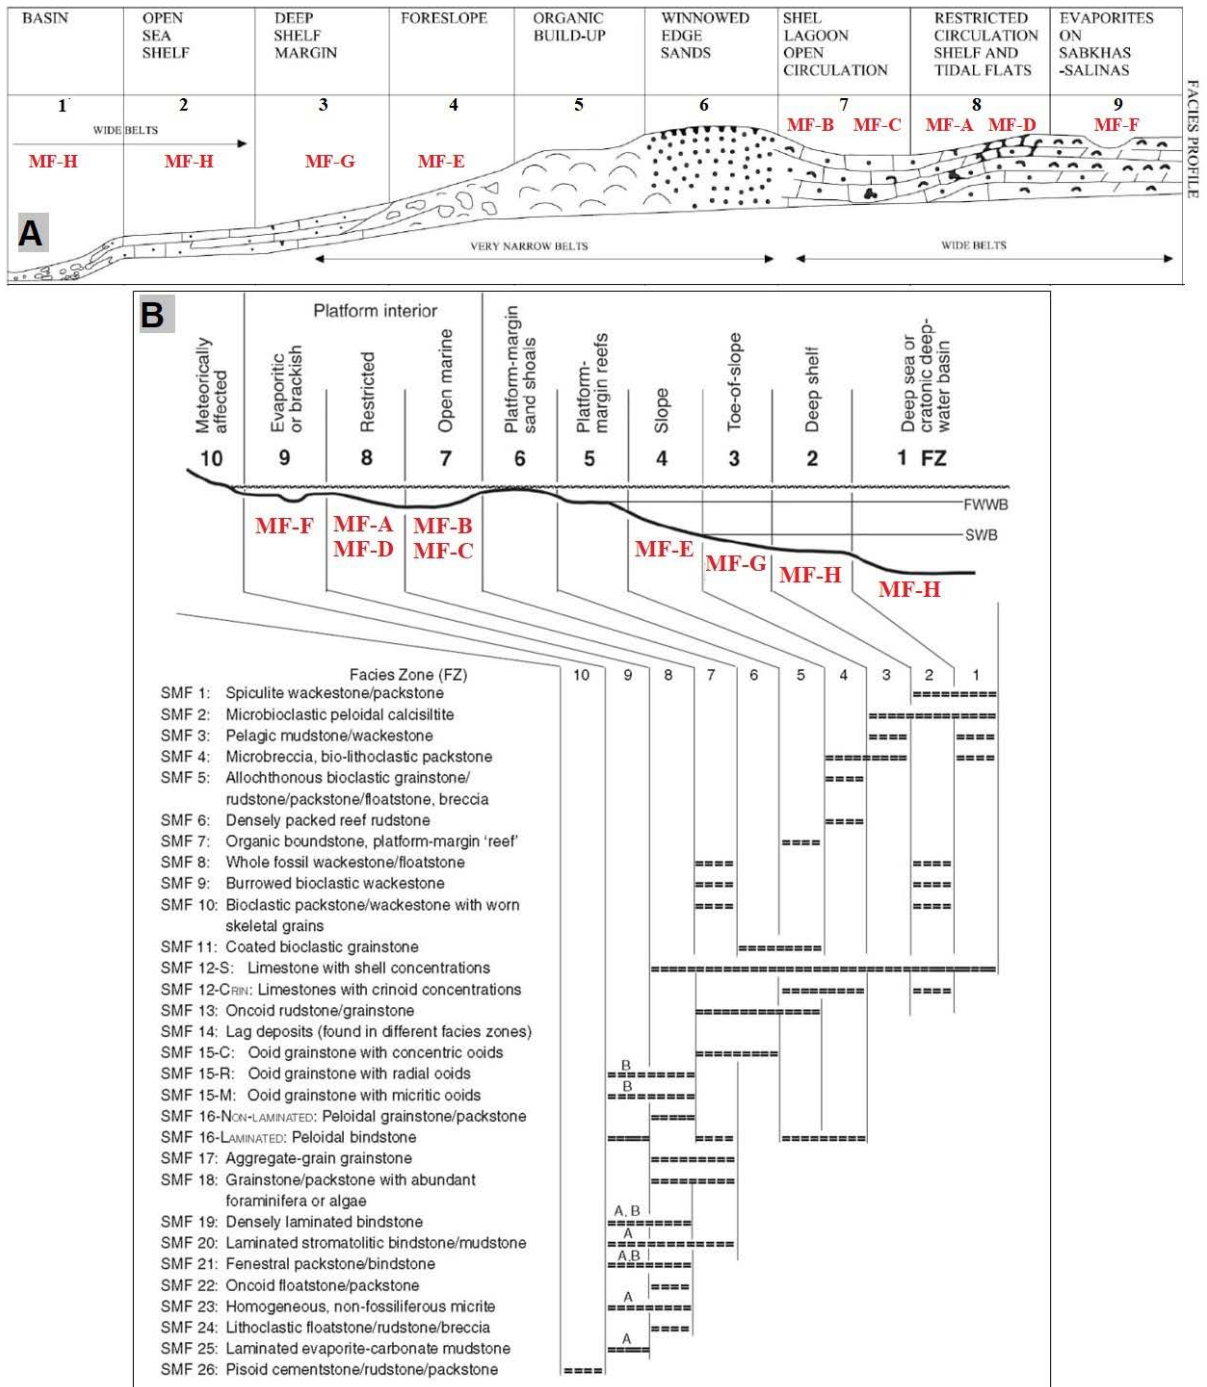 BASIN
OPEN
SEA
SHELF
DEEP
SHELF
MARGIN
FORESLOPE
ORGANIC
BUILD-UP
WINNOWED
EDGE
SANDS
SHEL
LAGOON
OPEN
CIRCULATION
RESTRICTED
CIRCULATION
SHELF AND
TIDAL FLATS
EVAPORITES
ON
SABKHAS
-SALINAS
1 2 3 4 5 6 7 8 9
WIDE BELTS
MF-H MF-H MF-G MF-E MF-B MF-C MF-A MF-D MF-F
FACIES PROFILE
A
VERY NARROW BELTS
WIDE BELTS
B
Platform interior
Meteorically
affected
Evaporitic
or brackish
Restricted
Open marine
Platform-margin
sand shoals
Platform-
margin reefs
Slope
Toe-of-slope
Deep shelf
Deep sea or
cratonic deep-
water basin
10 9 8 7 6 5 4 3 2 1 FZ
FWWB
SWB
MF-F MF-A MF-B
MF-D MF-C MF-E MF-G MF-H MF-H
Facies Zone (FZ) 10 9 8 7 6 5 4 3 2 1
SMF 1: Spiculite wackestone/packstone
SMF 2: Microbioclastic peloidal calcisiltite
SMF 3: Pelagic mudstone/wackestone
SMF 4: Microbreccia, bio-lithoclastic packstone
SMF 5: Allochthonous bioclastic grainstone/
rudstone/packstone/floatstone, breccia
SMF 6: Densely packed reef rudstone
SMF 7: Organic boundstone, platform-margin ‘reef’
SMF 8: Whole fossil wackestone/floatstone
SMF 9: Burrowed bioclastic wackestone
SMF 10: Bioclastic packstone/wackestone with worn
skeletal grains
SMF 11: Coated bioclastic grainstone
SMF 12-S: Limestone with shell concentrations
SMF 12-CRIN: Limestones with crinoid concentrations
SMF 13: Oncoid rudstone/grainstone
SMF 14: Lag deposits (found in different facies zones)
SMF 15-C: Ooid grainstone with concentric ooids
SMF 15-R: Ooid grainstone with radial ooids B
SMF 15-M: Ooid grainstone with micritic ooids B
SMF 16-NON-LAMINATED: Peloidal grainstone/packstone
SMF 16-LAMINATED: Peloidal bindstone
SMF 17: Aggregate-grain grainstone
SMF 18: Grainstone/packstone with abundant
foraminifera or algae
SMF 19: Densely laminated bindstone A, B
SMF 20: Laminated stromatolitic bindstone/mudstone A
SMF 21: Fenestral packstone/bindstone A,B
SMF 22: Oncoid floatstone/packstone
SMF 23: Homogeneous, non-fossiliferous micrite A
SMF 24: Lithoclastic floatstone/rudstone/breccia
SMF 25: Laminated evaporite-carbonate mudstone A
SMF 26: Pisoid cementstone/rudstone/packstone